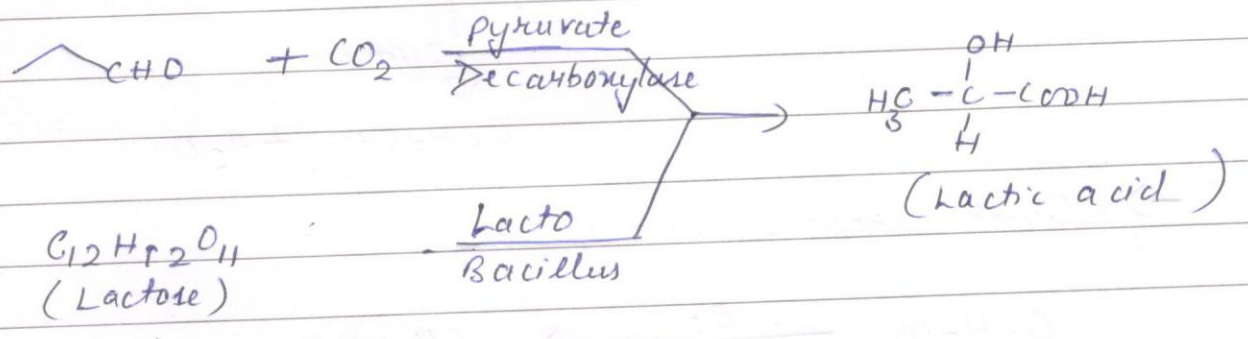 CHO + CO2 Pyruvate
Decarboxylase
OH
H3C - C - COOH
H
(Lactic acid)
C12H22O11 Lacto
(Lactose) Bacillus